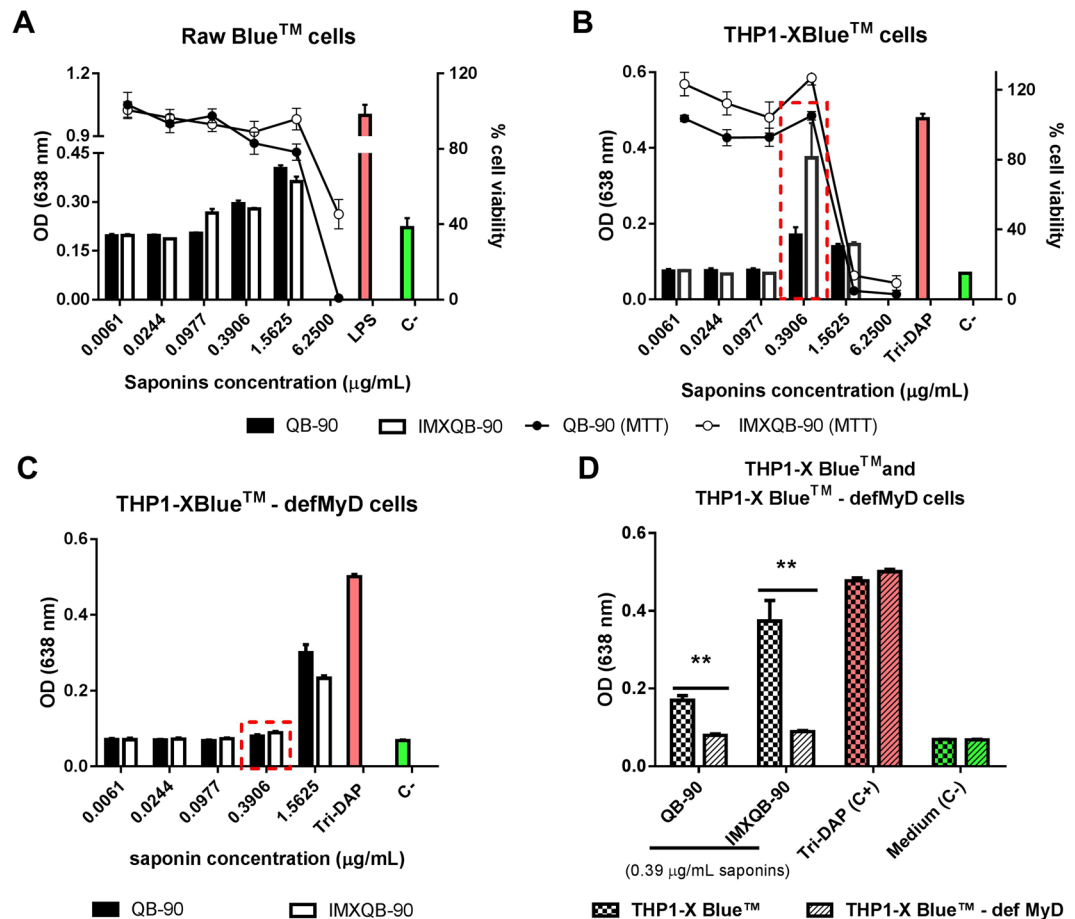 A
Raw Blue™ cells
OD (638 nm)
1.2
0.9
0.45
0.30
0.15
0.00
120
80
40
0
% cell viability
0.0061
0.0244
0.0977
0.3906
1.5625
6.2500
LPS
C-
Saponins concentration (μg/mL)
B
THP1-XBlue™ cells
OD (638 nm)
0.6
0.4
0.2
0.0
120
80
40
0
% cell viability
0.0061
0.0244
0.0977
0.3906
1.5625
6.2500
Tri-DAP
C-
Saponins concentration (μg/mL)
QB-90 IMXQB-90 QB-90 (MTT) IMXQB-90 (MTT)
C
THP1-XBlue™ - defMyD cells
OD (638 nm)
0.6
0.4
0.2
0.0
0.0061
0.0244
0.0977
0.3906
1.5625
Tri-DAP
C-
saponin concentration (μg/mL)
QB-90 IMXQB-90
D
THP1-X Blue™ and
THP1-X Blue™ - defMyD cells
OD (638 nm)
0.6
0.4
0.2
0.0
**
**
QB-90
IMXQB-90
Tri-DAP (C+)
Medium (C-)
(0.39 μg/mL saponins)
THP1-X Blue™ THP1-X Blue™ - def MyD